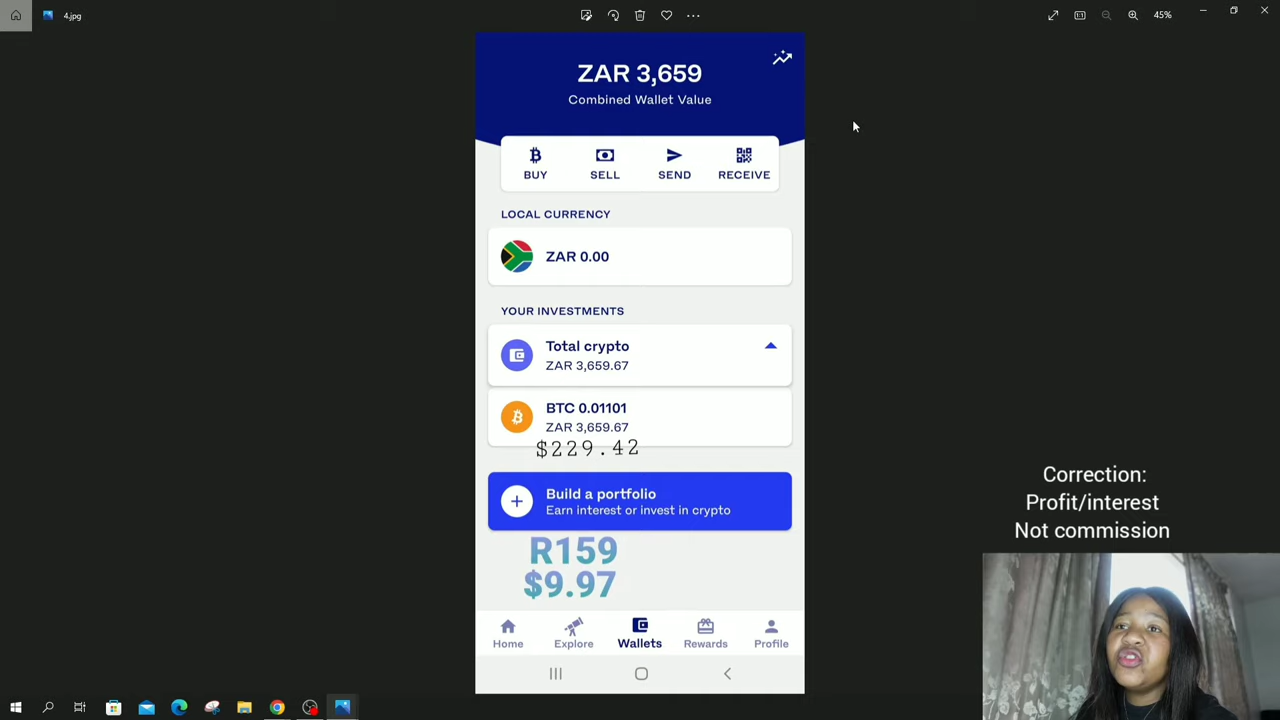 4.jpg
45%
ZAR 3,659
Combined Wallet Value
BUY
SELL
SEND
RECEIVE
LOCAL CURRENCY
ZAR 0.00
YOUR INVESTMENTS
Total crypto
ZAR 3,659.67
BTC 0.01101
ZAR 3,659.67
$229.42
Build a portfolio
Earn interest or invest in crypto
R159
$9.97
Correction:
Profit/interest
Not commission
Home
Explore
Wallets
Rewards
Profile